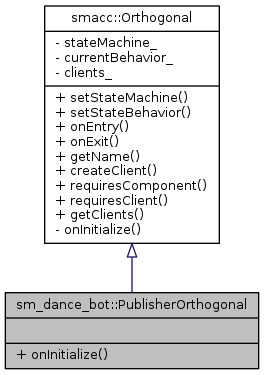 smacc::Orthogonal
- stateMachine_
- currentBehavior_
- clients_
+ setStateMachine()
+ setStateBehavior()
+ onEntry()
+ onExit()
+ getName()
+ createClient()
+ requiresComponent()
+ requiresClient()
+ getClients()
- onInitialize()
sm_dance_bot::PublisherOrthogonal
+ onInitialize()